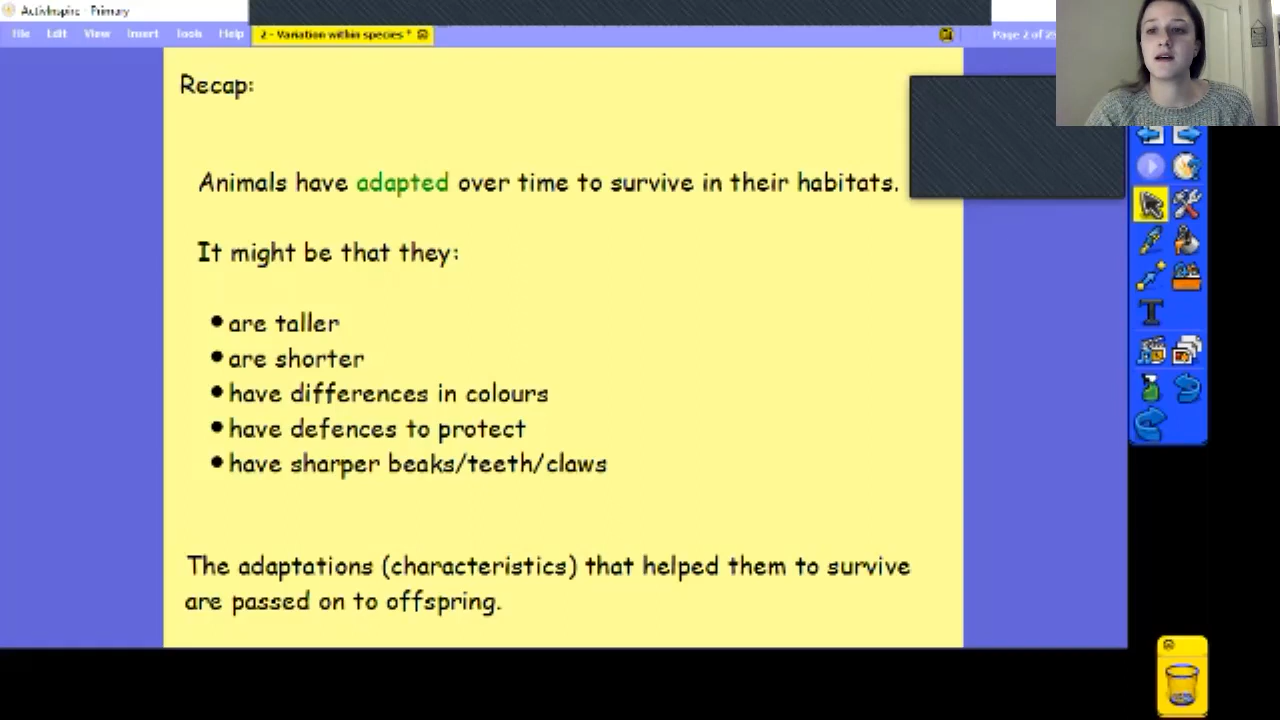 ActivInspire - Primary
File Edit View Insert Tools Help 2 - Variation within species * Page 2 of
Recap:
Animals have adapted over time to survive in their habitats.
It might be that they:
• are taller
• are shorter
• have differences in colours
• have defences to protect
• have sharper beaks/teeth/claws
The adaptations (characteristics) that helped them to survive
are passed on to offspring.